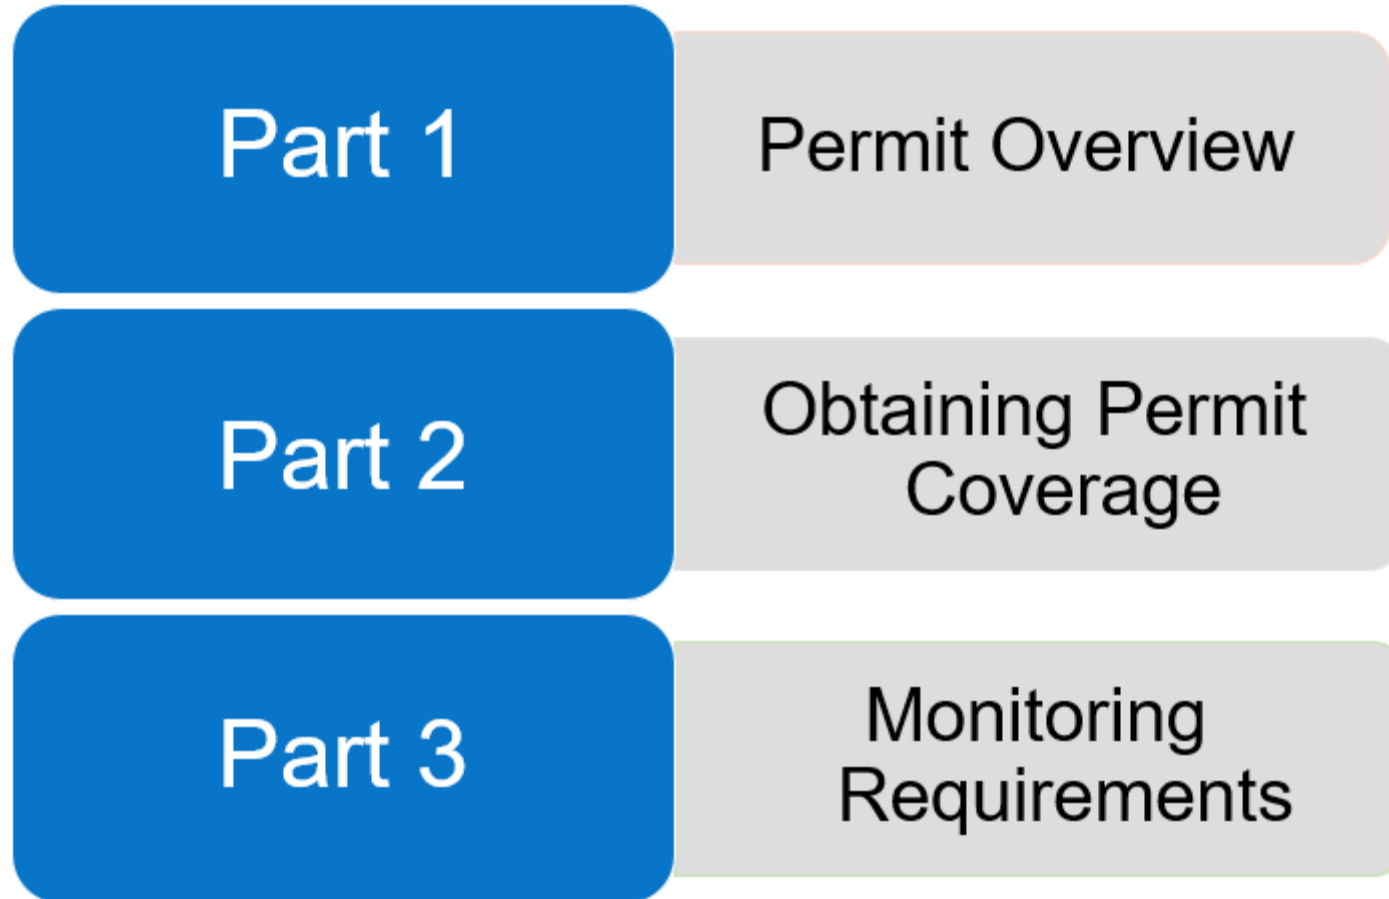 Part 1
Permit Overview
Part 2
Obtaining Permit
Coverage
Part 3
Monitoring
Requirements